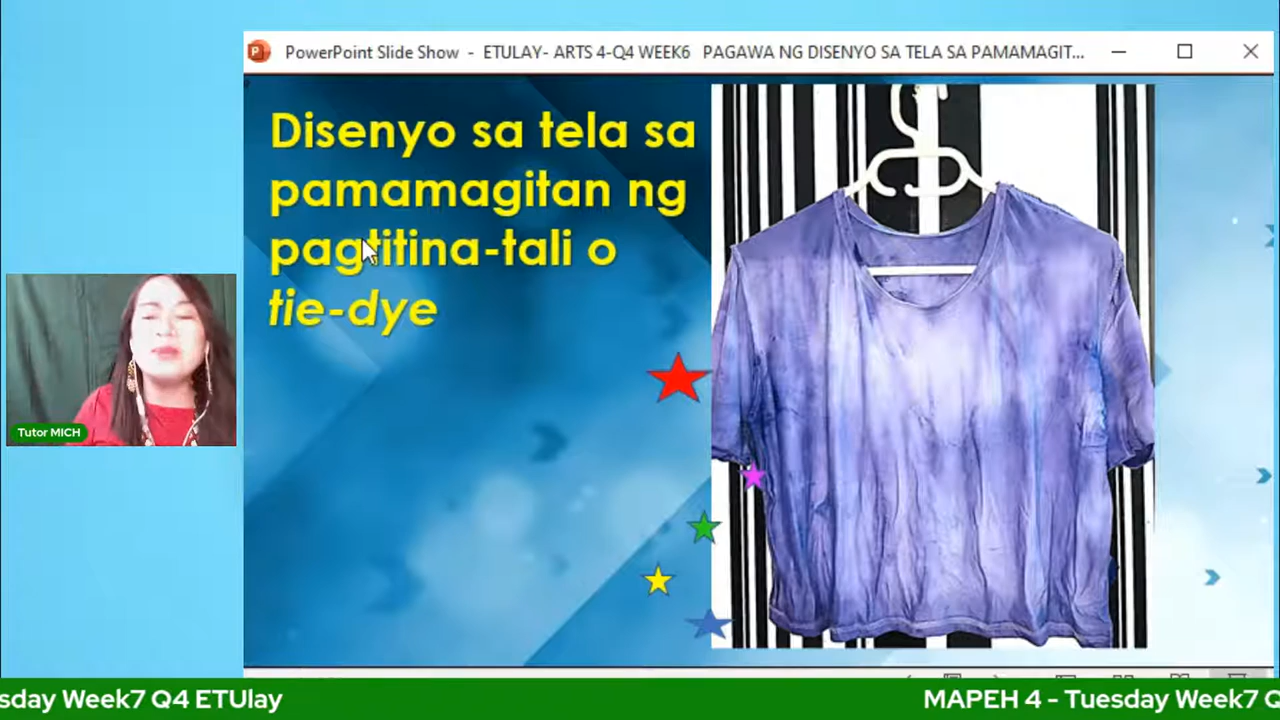 PowerPoint Slide Show - ETULAY- ARTS 4-Q4 WEEK6 PAGAWA NG DISENYO SA TELA SA PAMAMAGIT...
Disenyo sa tela sa
pamamagitan ng
pagtitina-tali o
tie-dye
Tutor MICH
sday Week7 Q4 ETUlay
MAPEH 4 - Tuesday Week7 Q